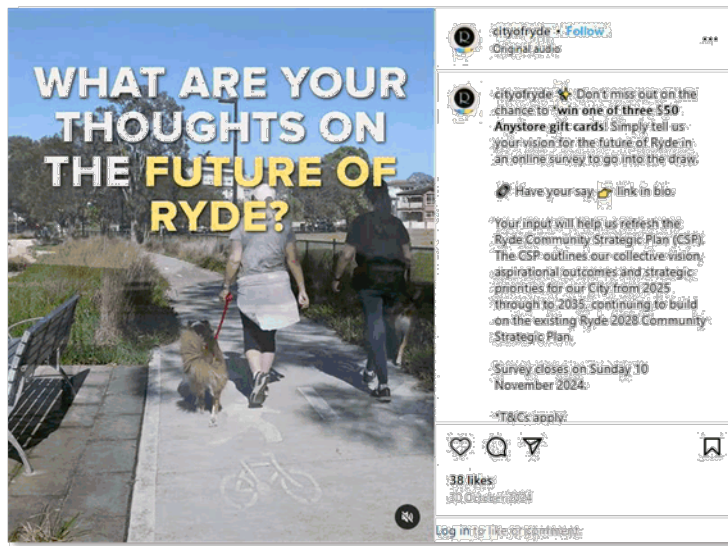 WHAT ARE YOUR
THOUGHTS ON
THE FUTURE OF
RYDE?
cityofryde • Follow
Original audio
cityofryde ✨ Don't miss out on the
chance to *win one of three $50
Anystore gift cards! Simply tell us
your vision for the future of Ryde in
an online survey to go into the draw.
🔗 Have your say 👉 link in bio.
Your input will help us refresh the
Ryde Community Strategic Plan (CSP).
The CSP outlines our collective vision,
aspirational outcomes and strategic
priorities for our City from 2025
through to 2035, continuing to build
on the existing Ryde 2028 Community
Strategic Plan.
Survey closes on Sunday 10
November 2024.
*T&Cs apply.
38 likes
Log in to like or comment.